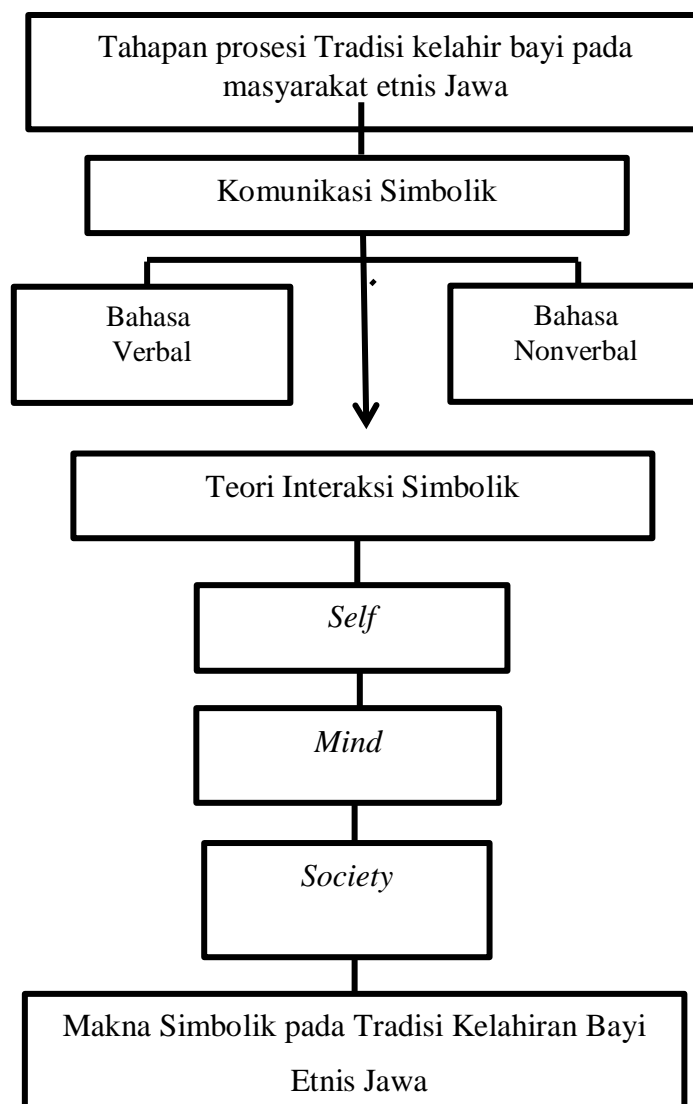 Tahapan prosesi Tradisi kelahir bayi pada
masyarakat etnis Jawa
Komunikasi Simbolik
Bahasa
Verbal
Bahasa
Nonverbal
Teori Interaksi Simbolik
Self
Mind
Society
Makna Simbolik pada Tradisi Kelahiran Bayi
Etnis Jawa